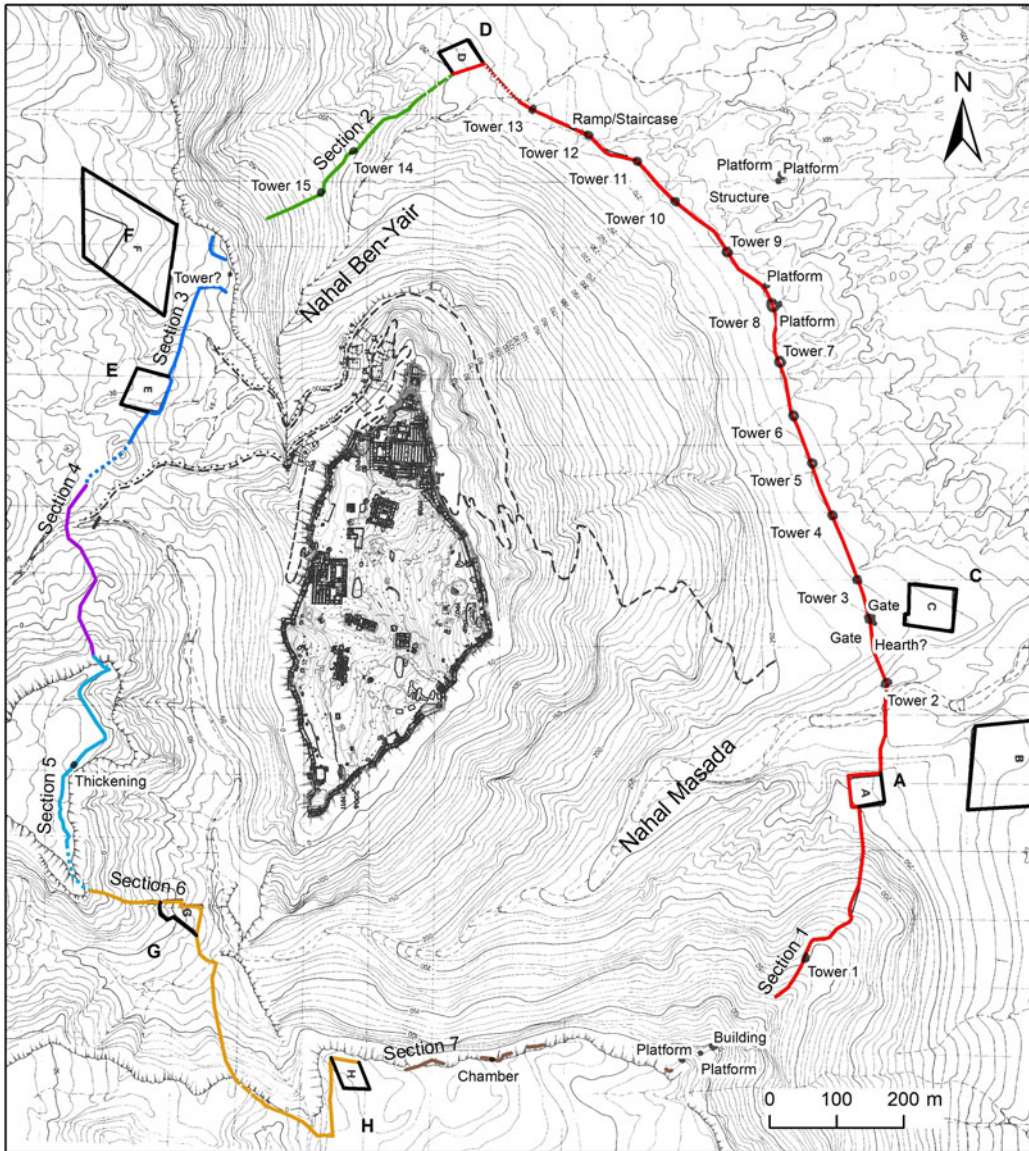 D
D
N
Section 2
Tower 13
Ramp/Staircase
Tower 14
Tower 12
Tower 15
Tower 11
Platform
Platform
Tower 10
Structure
F
F
Tower?
Nahal Ben-Yair
Tower 9
Platform
Section 3
Tower 8
Platform
Tower 7
E
E
Tower 6
Tower 5
Section 4
Tower 4
C
C
Tower 3
Gate
Gate
Hearth?
Tower 2
Nahal Masada
B
B
Thickening
A
A
Section 5
Section 6
G
G
Section 1
Tower 1
Section 7
Building
Platform
Platform
Chamber
H
H
0 100 200 m